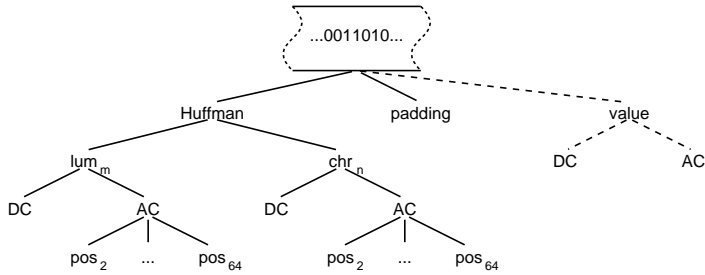 ...0011010...
Huffman padding value
lum_m chr_n DC AC
DC AC DC AC
pos_2 ... pos_64 pos_2 ... pos_64